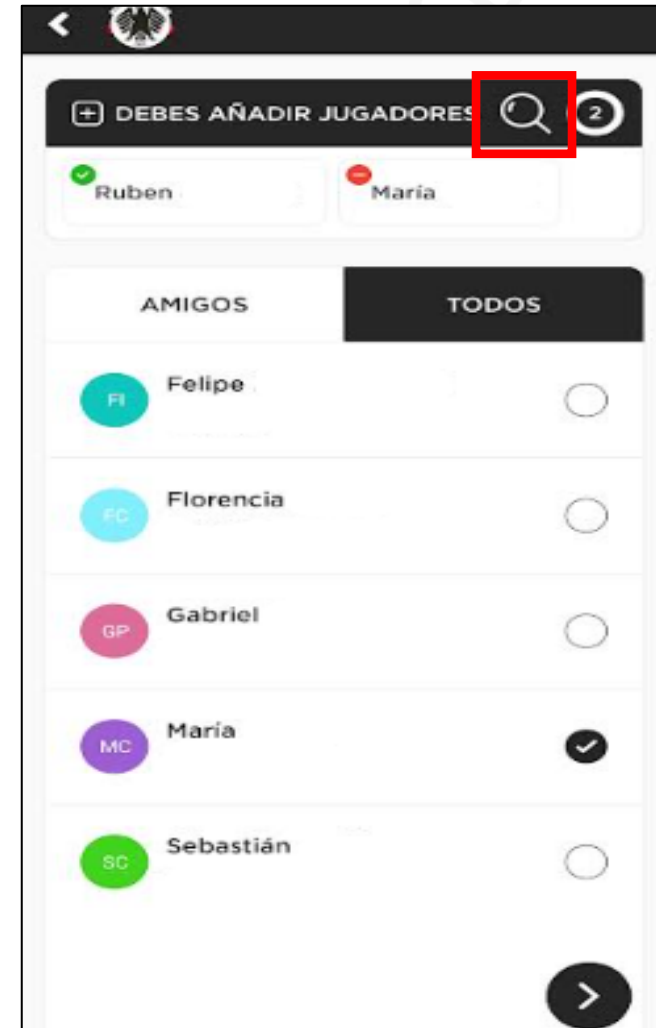 DEBES AÑADIR JUGADORES 2
Ruben María
AMIGOS TODOS
FI Felipe
FC Florencia
GP Gabriel
MC María
SC Sebastián